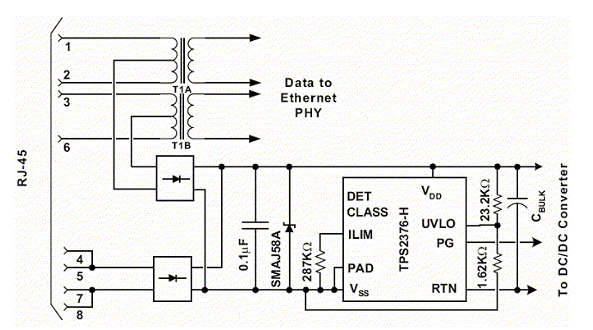 RJ-45
1
2
3
6
4
5
7
8
T1A
T1B
Data to
Ethernet
PHY
0.1µF
SMAJ58A
287KΩ
DET
CLASS
ILIM
PAD
VSS
TPS2376-H
VDD
UVLO
PG
RTN
23.2KΩ
1.62KΩ
CBULK
To DC/DC Converter